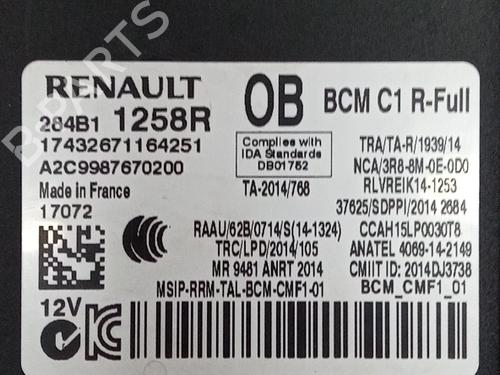 B-PARTS
RENAULT OB BCM C1 R-Full
284B1 1258R
17432671164251
A2C9987670200
Made in France
17072
Complies with
IDA Standards
DB01752
TA-2014/768
TRA/TA-R/1939/14
NCA/3R8-8M-0E-0D0
RLVREIK14-1253
37625/SDPPI/2014 2684
RAAU/62B/0714/S(14-1324) CCAH15LP0030T8
TRC/LPD/2014/105 ANATEL 4069-14-2149
MR 9481 ANRT 2014 CMIIT ID: 2014DJ3738
MSIP-RRM-TAL-BCM-CMF1-01 BCM_CMF1_01
12V